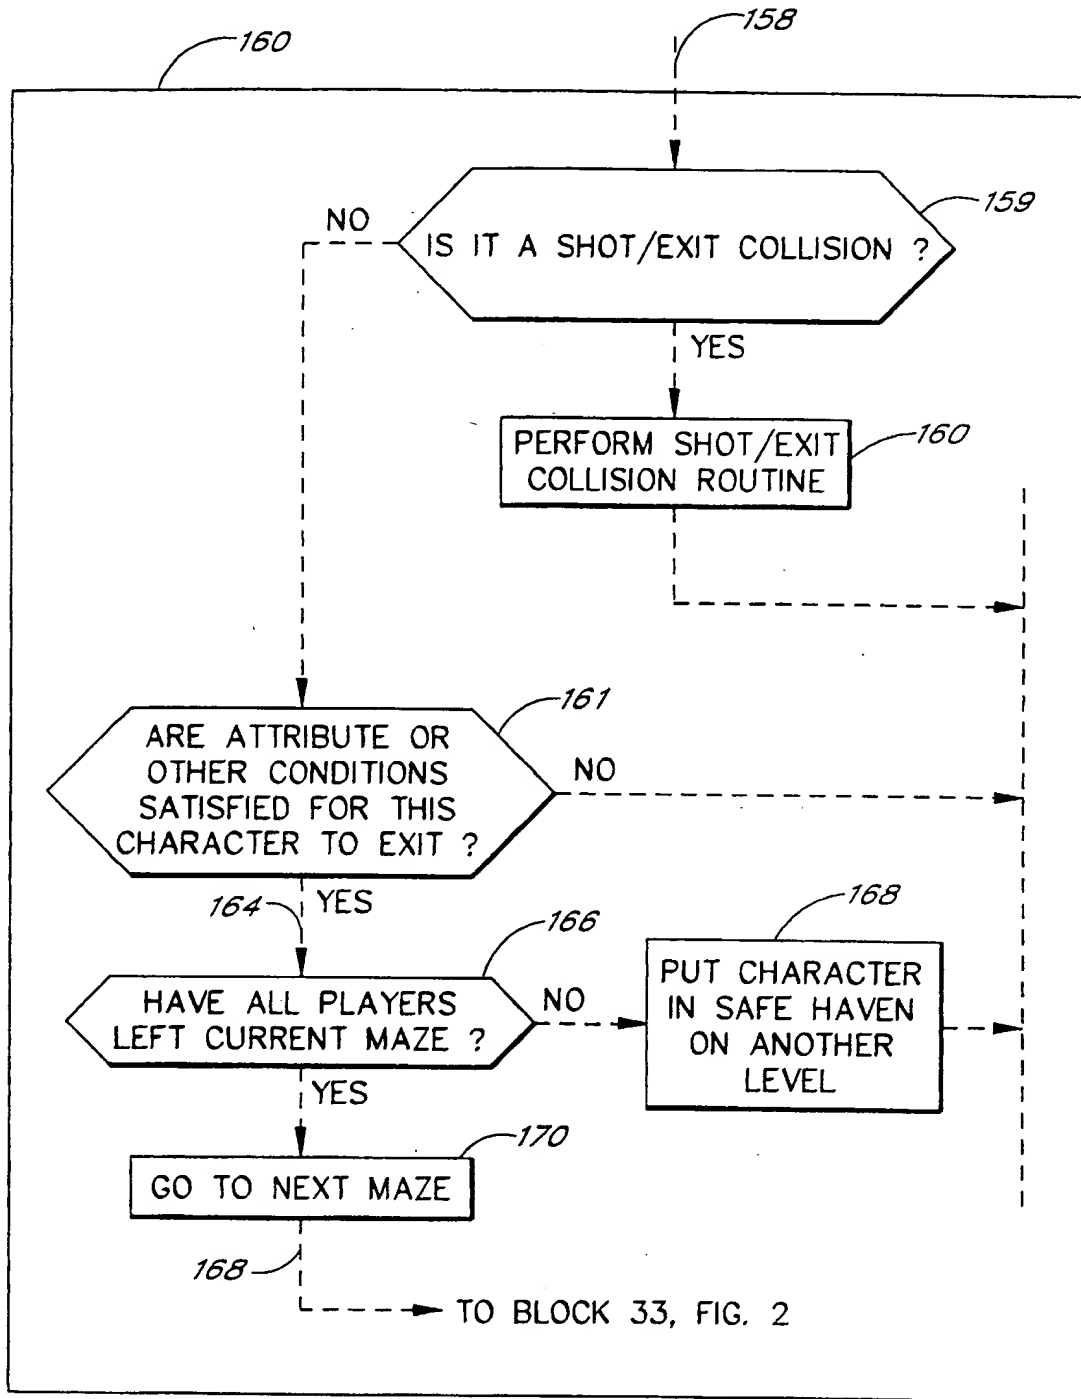 158
160
159
NO
IS IT A SHOT/EXIT COLLISION ?
YES
PERFORM SHOT/EXIT
COLLISION ROUTINE
160
161
ARE ATTRIBUTE OR
OTHER CONDITIONS
SATISFIED FOR THIS
CHARACTER TO EXIT ?
NO
YES
164
166
168
HAVE ALL PLAYERS
LEFT CURRENT MAZE ?
NO
PUT CHARACTER
IN SAFE HAVEN
ON ANOTHER
LEVEL
YES
170
GO TO NEXT MAZE
168
TO BLOCK 33, FIG. 2